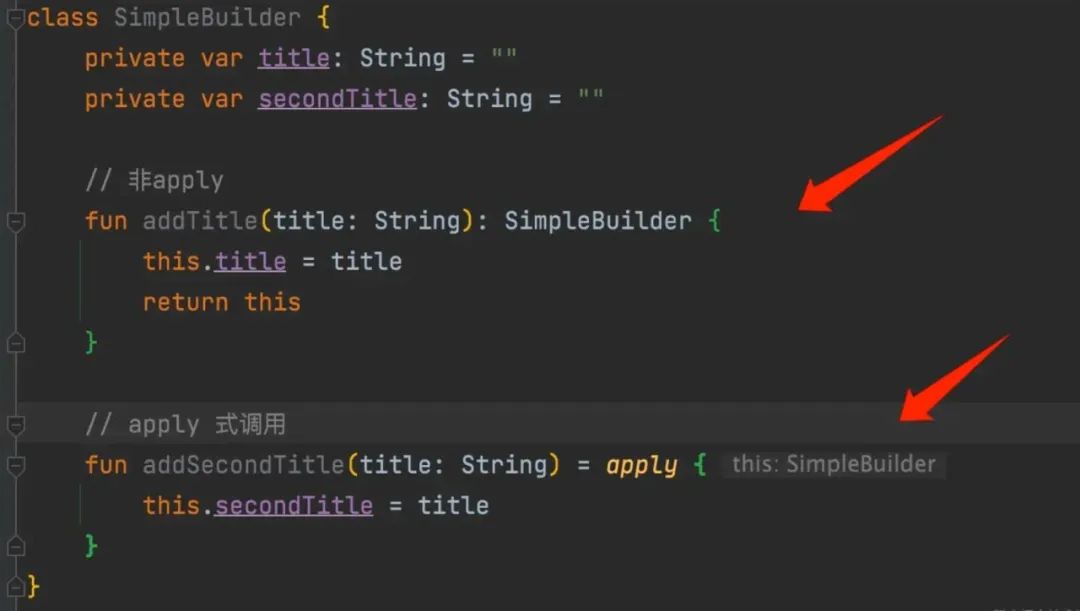 class SimpleBuilder {
private var title: String = ""
private var secondTitle: String = ""
// 非apply
fun addTitle(title: String): SimpleBuilder {
this.title = title
return this
}
// apply 式调用
fun addSecondTitle(title: String) = apply { this: SimpleBuilder
this.secondTitle = title
}
}